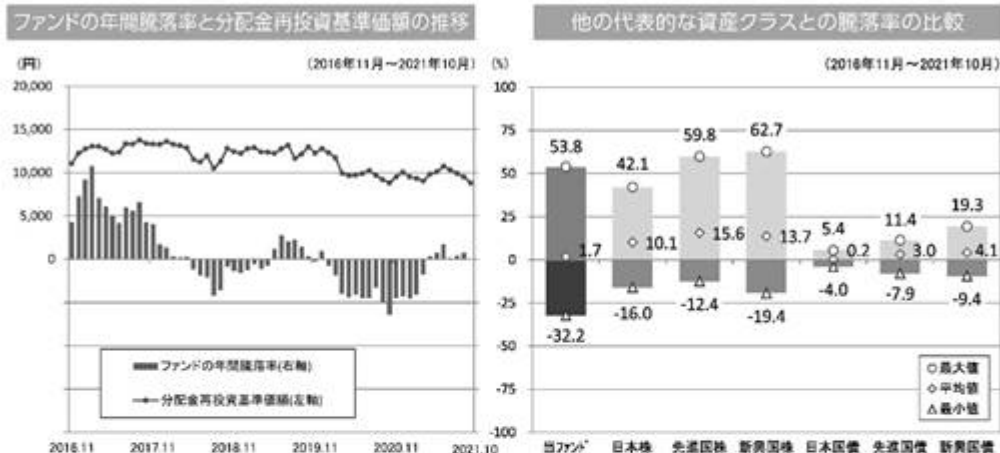 ファンドの年間騰落率と分配金再投資基準価額の推移
(円)
(2016年11月～2021年10月)
(%)
20,000
15,000
10,000
5,000
0
100
75
50
25
0
-25
-50
-75
-100
ファンドの年間騰落率(右軸)
分配金再投資基準価額(左軸)
2016.11
2017.11
2018.11
2019.11
2020.11
2021.10
他の代表的な資産クラスとの騰落率の比較
(2016年11月～2021年10月)
53.8
42.1
59.8
62.7
5.4
11.4
19.3
1.7
10.1
15.6
13.7
0.2
3.0
4.1
-32.2
-16.0
-12.4
-19.4
-4.0
-7.9
-9.4
○最大値
◇平均値
△最小値
当ファンド
日本株
先進国株
新興国株
日本国債
先進国債
新興国債